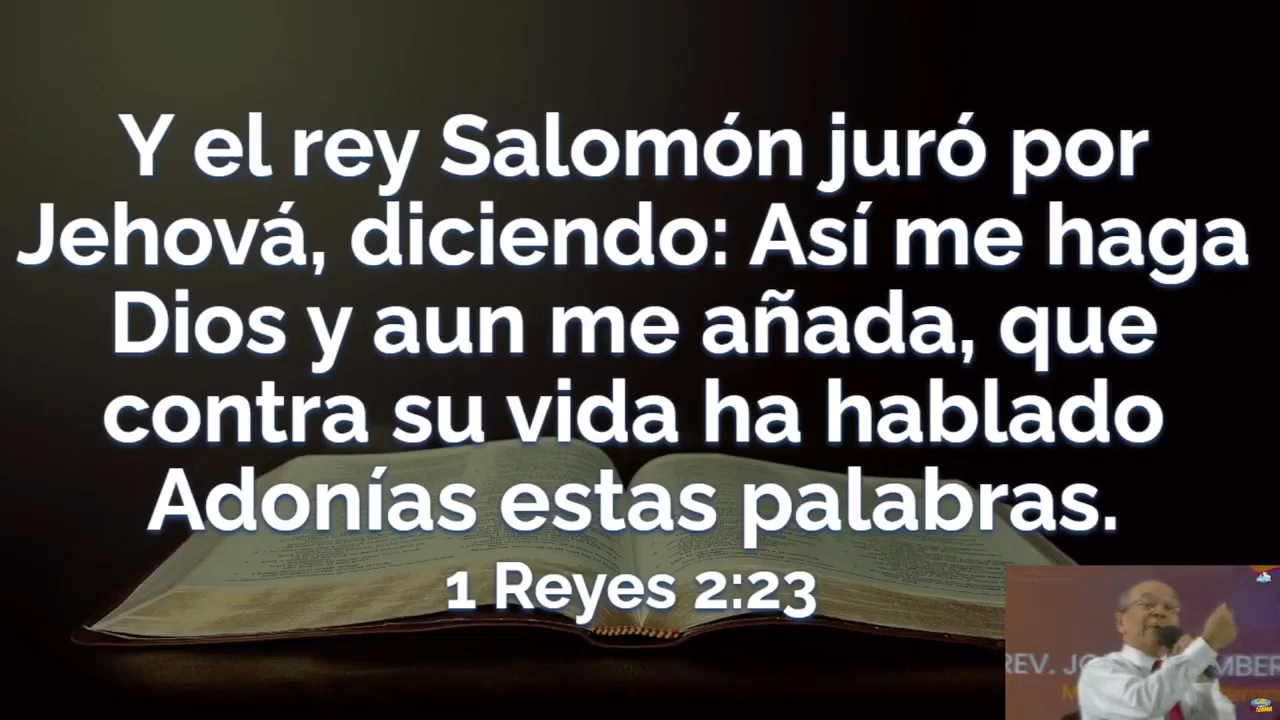 Y el rey Salomón juró por
Jehová, diciendo: Así me haga
Dios y aun me añada, que
contra su vida ha hablado
Adonías estas palabras.
1 Reyes 2:23
REV.